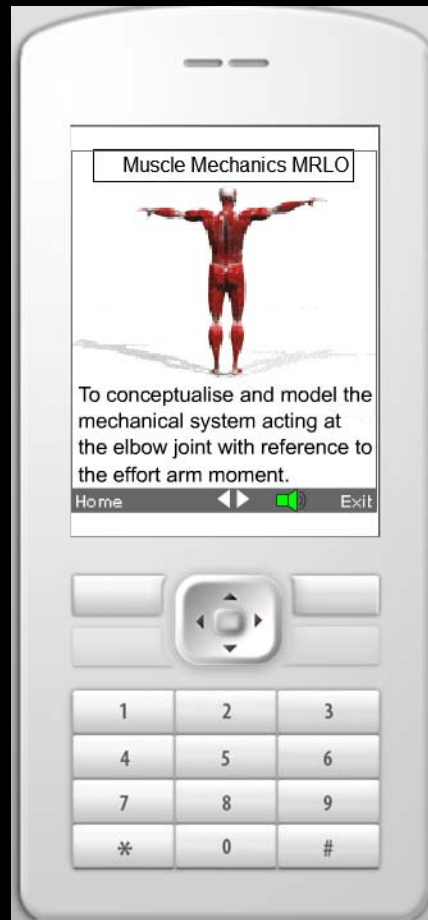 Muscle Mechanics MRLO
To conceptualise and model the
mechanical system acting at
the elbow joint with reference to
the effort arm moment.
Home Exit
1 2 3
4 5 6
7 8 9
* 0 #